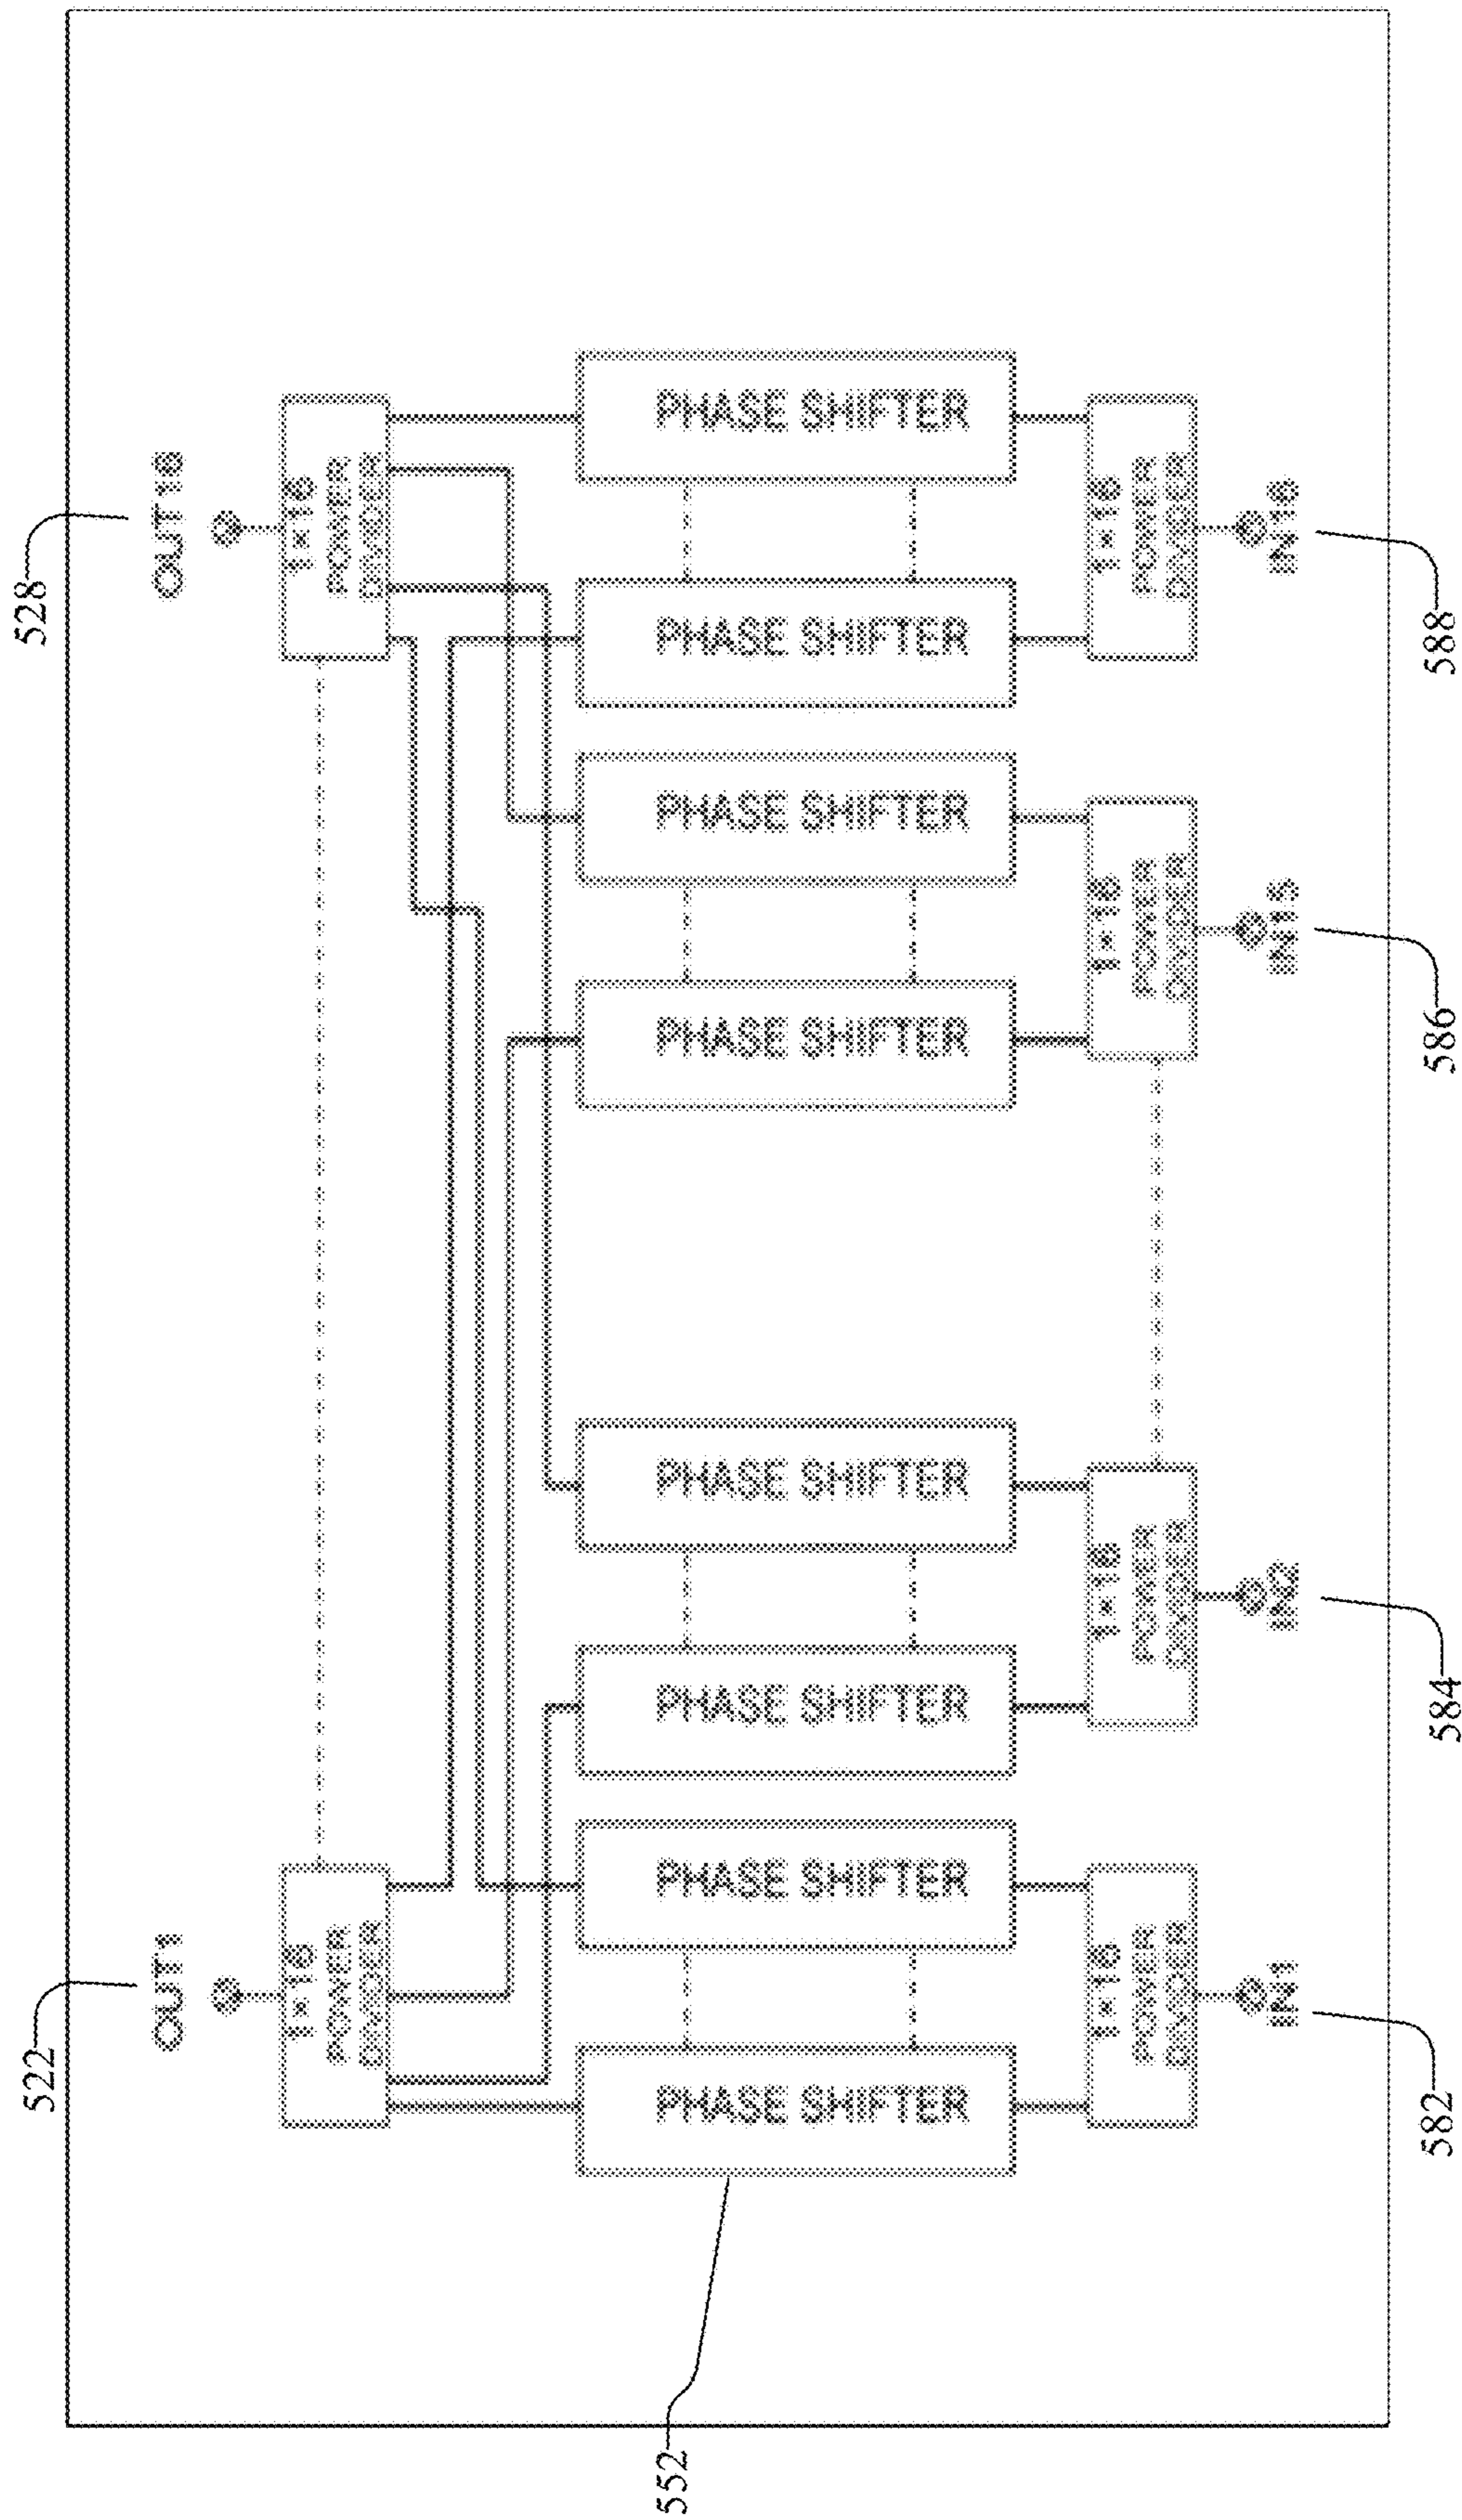 522
528
OUT1
OUT16
1×16
POWER
DIVIDER
1×16
POWER
DIVIDER
552
PHASE SHIFTER
PHASE SHIFTER
PHASE SHIFTER
PHASE SHIFTER
PHASE SHIFTER
PHASE SHIFTER
PHASE SHIFTER
PHASE SHIFTER
1×16
POWER
DIVIDER
1×16
POWER
DIVIDER
1×16
POWER
DIVIDER
1×16
POWER
DIVIDER
IN1
IN2
IN15
IN16
582
584
586
588